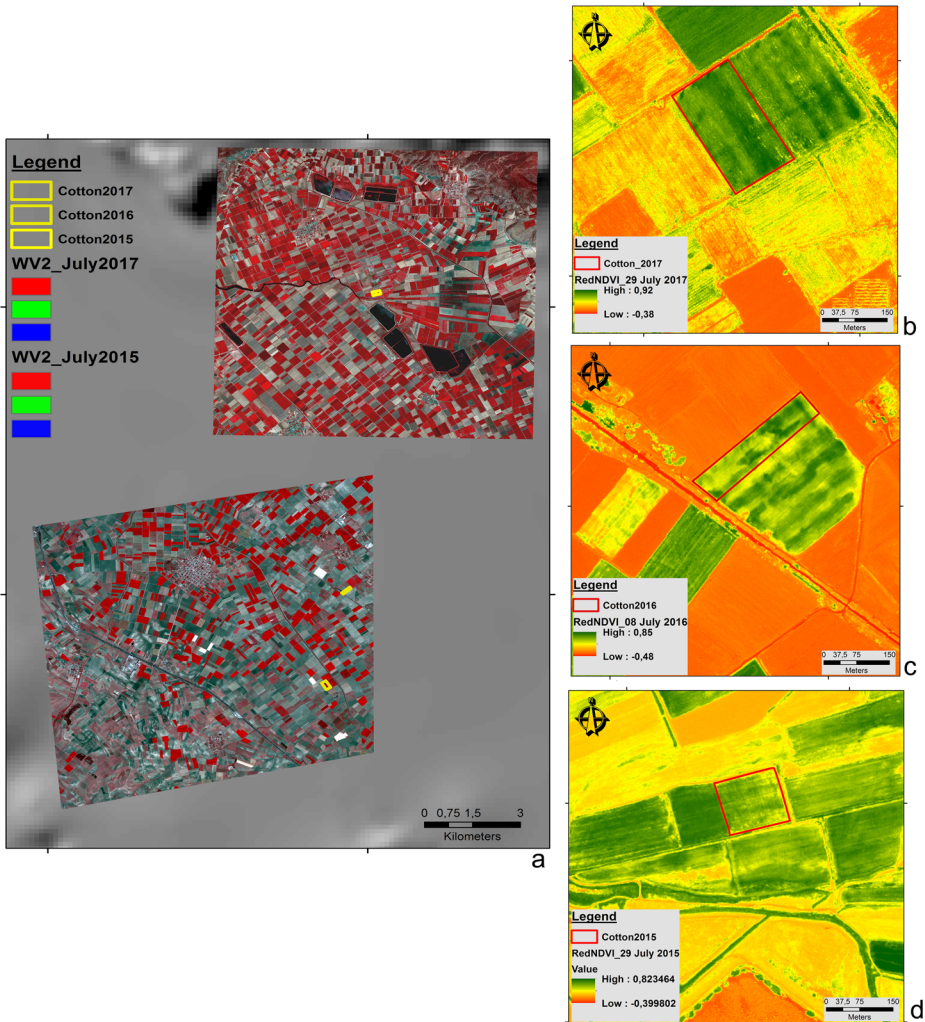 Legend
Cotton2017
Cotton2016
Cotton2015
WV2_July2017
WV2_July2015
0 0,75 1,5 3
Kilometers
a
Legend
Cotton_2017
RedNDVI_29 July 2017
High : 0,92
Low : -0,38
0 37,5 75 150
Meters
b
Legend
Cotton2016
RedNDVI_08 July 2016
High : 0,85
Low : -0,48
0 37,5 75 150
Meters
c
Legend
Cotton2015
RedNDVI_29 July 2015
Value
High : 0,823464
Low : -0,399802
0 37,5 75 150
Meters
d